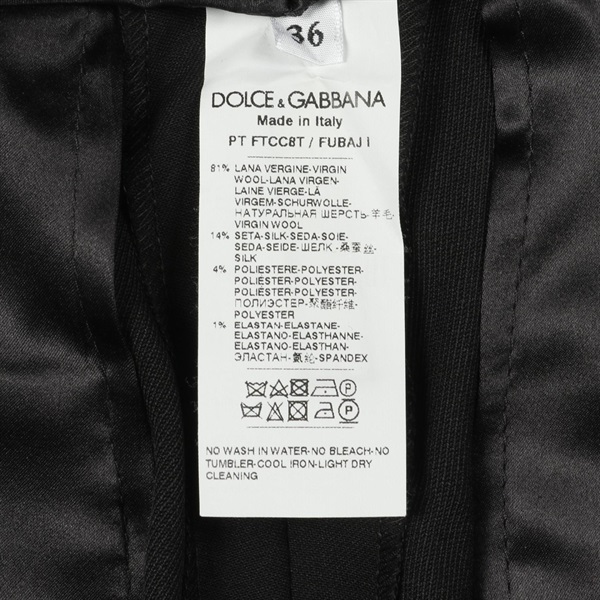 36
DOLCE & GABBANA
Made in Italy
PT FTCC8T / FUBAJ I
81% LANA VERGINE-VIRGIN
WOOL-LANA VIRGEN-
LAINE VIERGE-LÃ
VIRGEM-SCHURWOLLE-
НАТУРАЛЬНАЯ ШЕРСТЬ-羊毛-
VIRGIN WOOL
14% SETA-SILK-SEDA-SOIE-
SEDA-SEIDE-ШЕЛК -桑蚕丝-
SILK
4% POLIESTERE-POLYESTER-
POLIÉSTER-POLYESTER-
POLIÉSTER-POLYESTER-
ПОЛИЭСТЕР-聚酯纤维-
POLYESTER
1% ELASTAN-ELASTANE-
ELASTANO-ELASTHANNE-
ELASTANO-ELASTHAN-
ЭЛАСТАН-氨纶-SPANDEX
P
P
NO WASH IN WATER-NO BLEACH-NO
TUMBLER-COOL IRON-LIGHT DRY
CLEANING